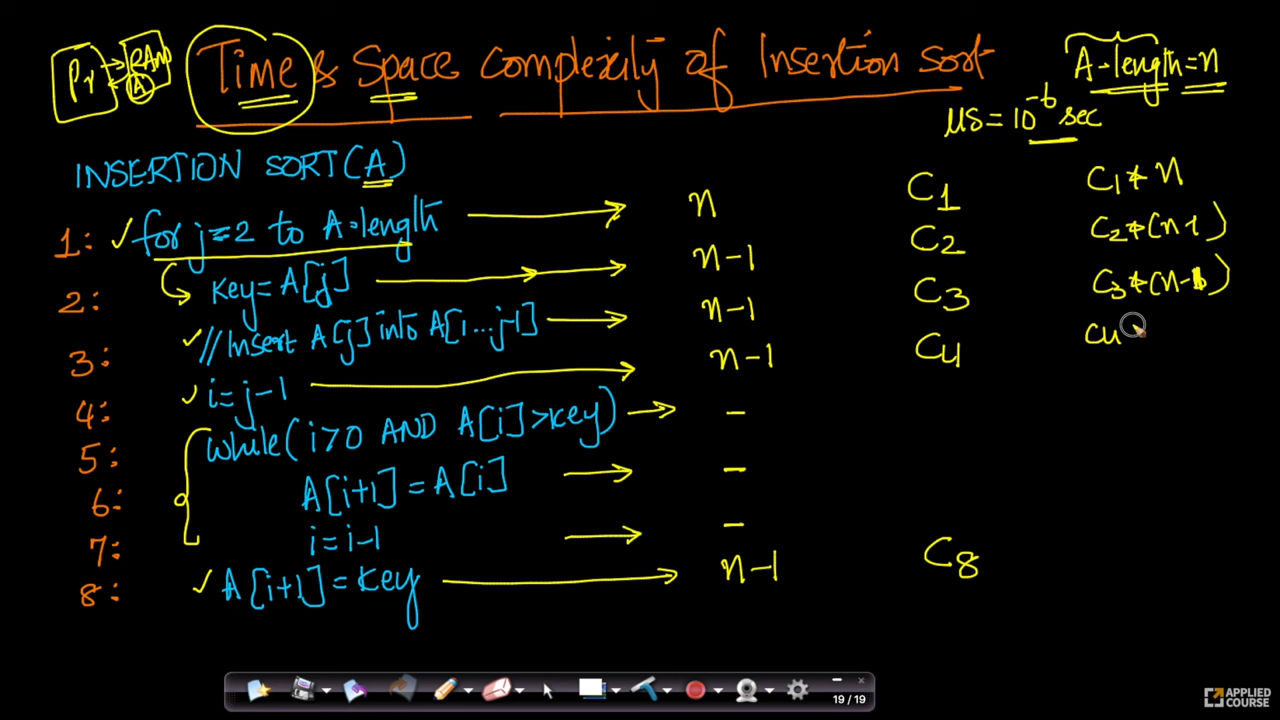 Pr RAM A Time & Space complexity of Insertion sort A.length=n
μs = 10^-6 sec
INSERTION SORT(A)
1: for j=2 to A.length → n C1 C1 * n
2: key=A[j] → n-1 C2 C2*(n-1)
3: //Insert A[j] into A[1...j-1] → n-1 C3 C3*(n-1)
4: i=j-1 → n-1 C4 C4
5: while(i>0 AND A[i]>key) → -
6: A[i+1]=A[i] → -
7: i=i-1 → -
8: A[i+1]=key → n-1 C8
19/19
APPLIED
COURSE